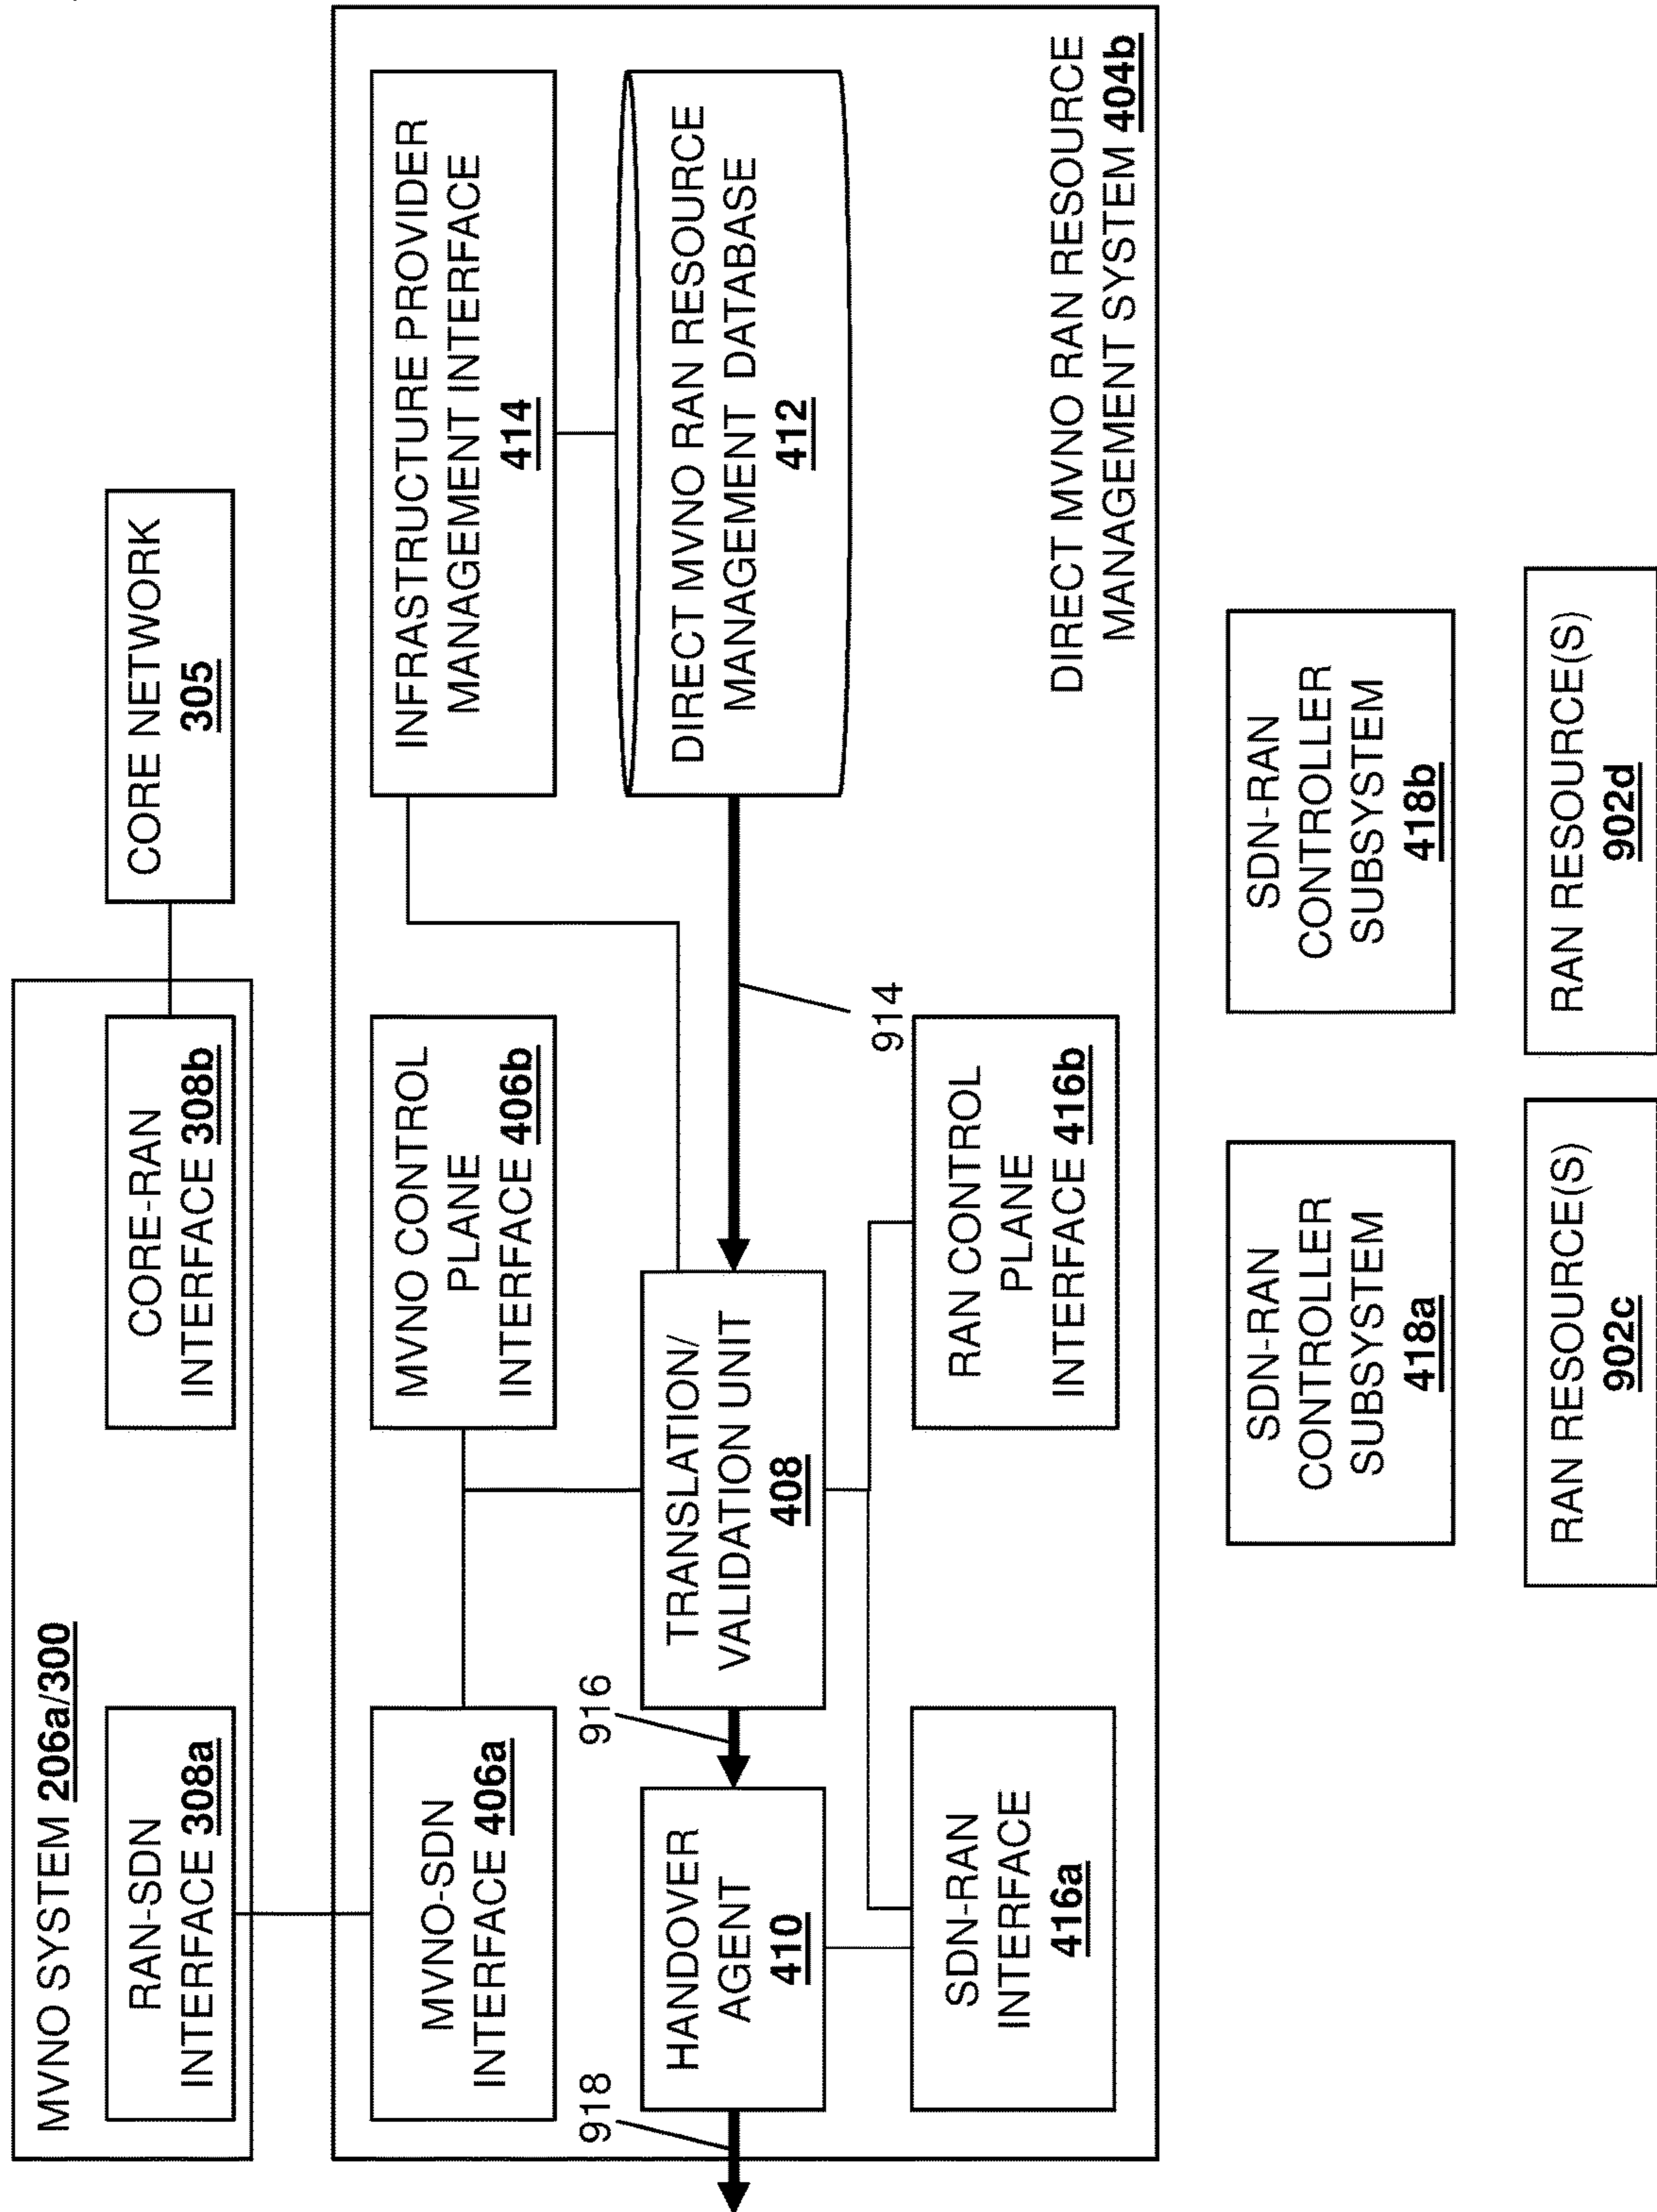 MVNO SYSTEM 206a/300
RAN-SDN
INTERFACE 308a
CORE-RAN
INTERFACE 308b
CORE NETWORK
305
MVNO-SDN
INTERFACE 406a
MVNO CONTROL
PLANE
INTERFACE 406b
INFRASTRUCTURE PROVIDER
MANAGEMENT INTERFACE
414
918
HANDOVER
AGENT
410
916
TRANSLATION/
VALIDATION UNIT
408
914
DIRECT MVNO RAN RESOURCE
MANAGEMENT DATABASE
412
SDN-RAN
INTERFACE
416a
RAN CONTROL
PLANE
INTERFACE 416b
DIRECT MVNO RAN RESOURCE
MANAGEMENT SYSTEM 404b
SDN-RAN
CONTROLLER
SUBSYSTEM
418a
SDN-RAN
CONTROLLER
SUBSYSTEM
418b
RAN RESOURCE(S)
902c
RAN RESOURCE(S)
902d